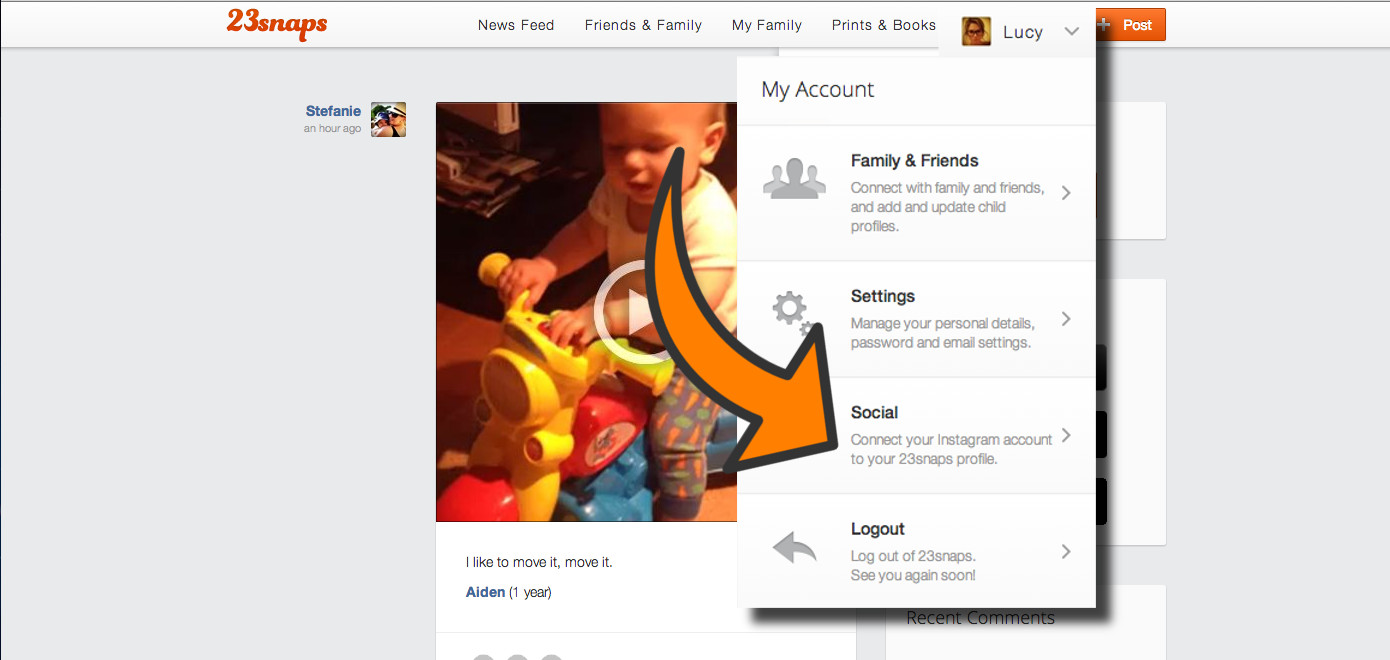 23snaps
News Feed
Friends & Family
My Family
Prints & Books
Lucy
+ Post
Stefanie
an hour ago
I like to move it, move it.
Aiden (1 year)
My Account
Family & Friends
Connect with family and friends,
and add and update child
profiles.
Settings
Manage your personal details,
password and email settings.
Social
Connect your Instagram account
to your 23snaps profile.
Logout
Log out of 23snaps.
See you again soon!
Recent Comments